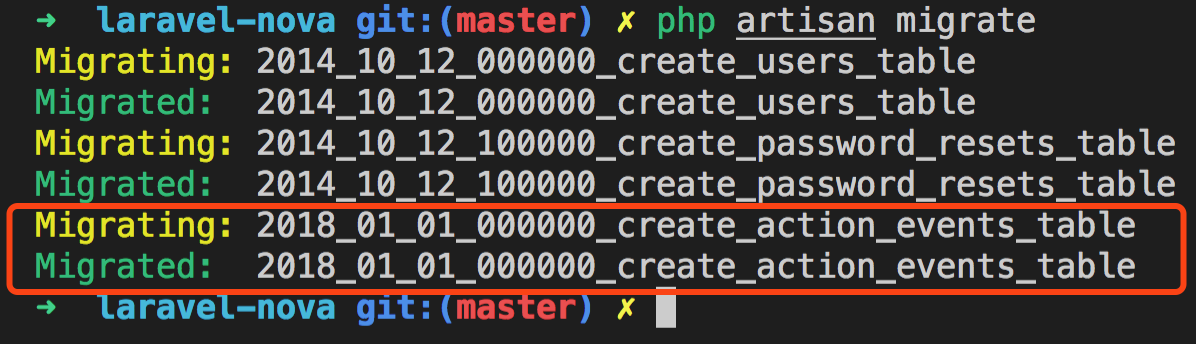 ➜  laravel-nova git:(master) ✗ php artisan migrate
Migrating: 2014_10_12_000000_create_users_table
Migrated:  2014_10_12_000000_create_users_table
Migrating: 2014_10_12_100000_create_password_resets_table
Migrated:  2014_10_12_100000_create_password_resets_table
Migrating: 2018_01_01_000000_create_action_events_table
Migrated:  2018_01_01_000000_create_action_events_table
➜  laravel-nova git:(master) ✗